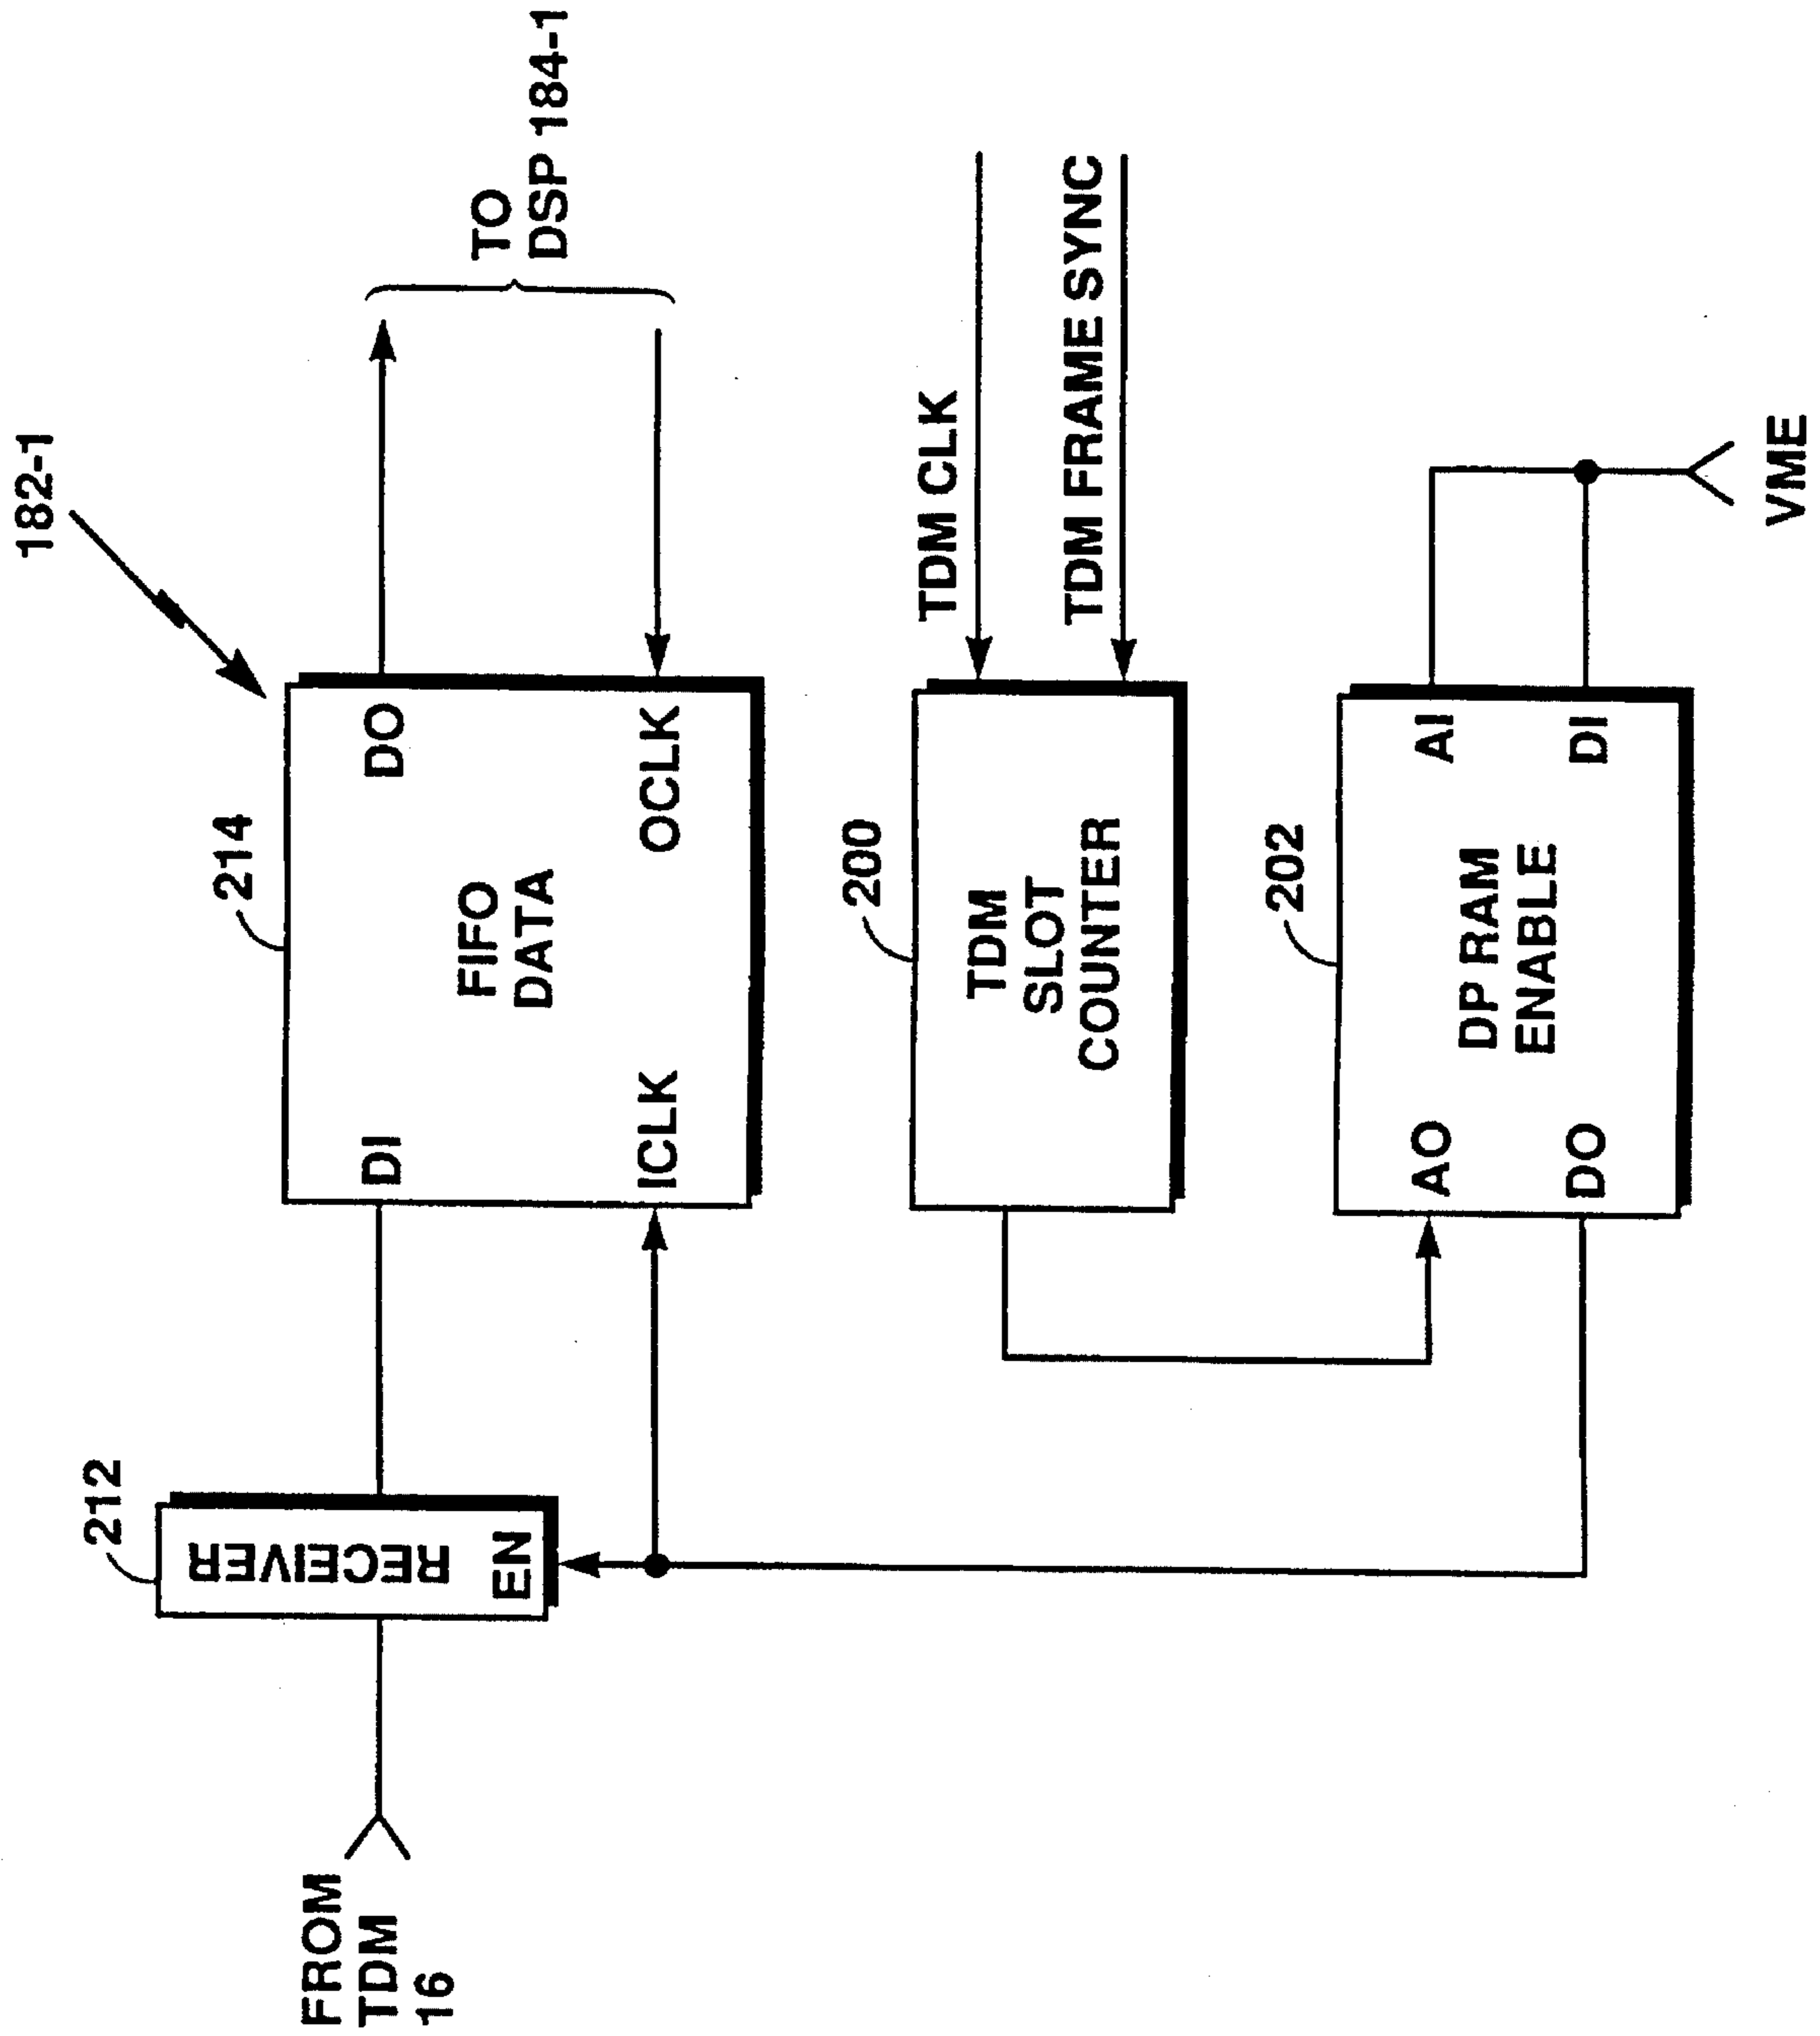 182-1
214
DI
DO
FIFO
DATA
ICLK
OCLK
TO
DSP 184-1
212
RECEIVER
EN
FROM
TDM
16
200
TDM
SLOT
COUNTER
TDM CLK
TDM FRAME SYNC
202
AO
AI
DP RAM
ENABLE
DO
DI
VME